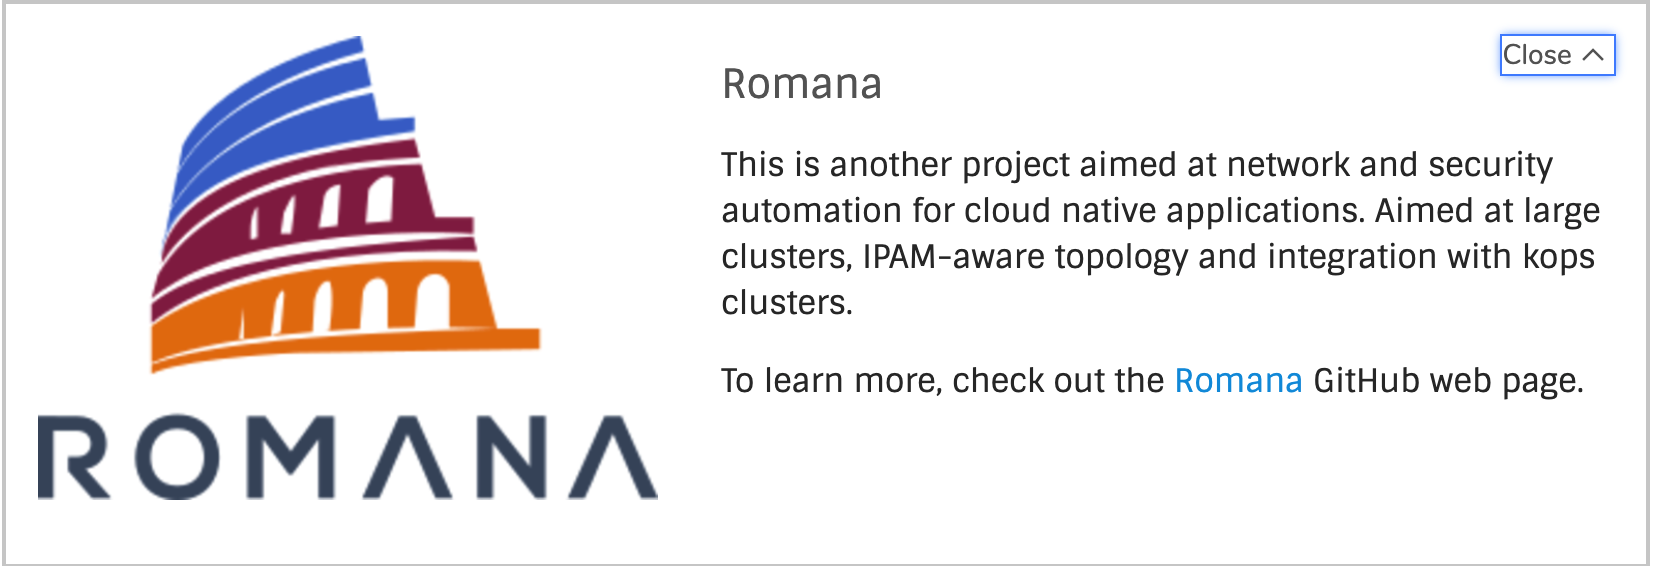 Close
Romana
This is another project aimed at network and security
automation for cloud native applications. Aimed at large
clusters, IPAM-aware topology and integration with kops
clusters.
To learn more, check out the Romana GitHub web page.
ROMANA